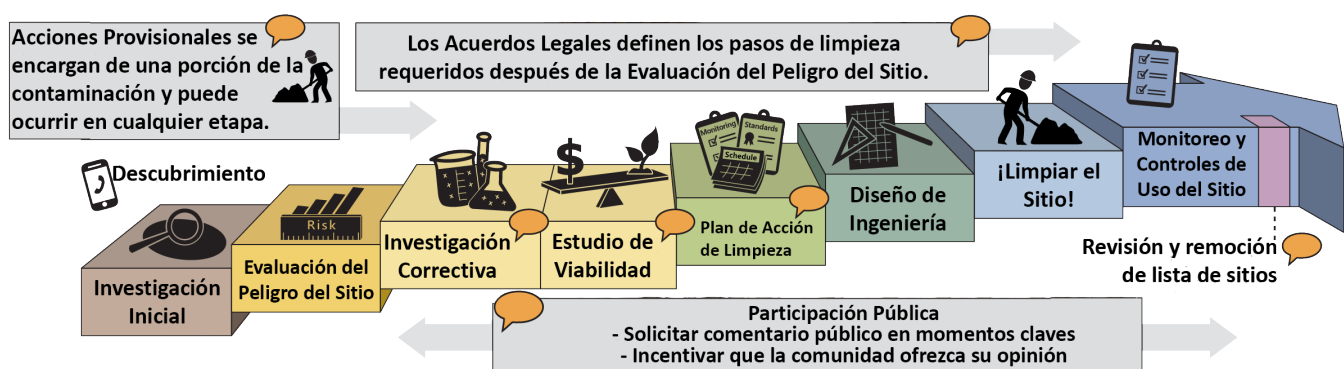 Acciones Provisionales se
encargan de una porción de la
contaminación y puede
ocurrir en cualquier etapa.
Los Acuerdos Legales definen los pasos de limpieza
requeridos después de la Evaluación del Peligro del Sitio.
Descubrimiento
Investigación
Inicial
Risk
Evaluación del
Peligro del Sitio
Investigación
Correctiva
$
Estudio de
Viabilidad
Monitoring
Standards
Schedule
Plan de Acción
de Limpieza
Diseño de
Ingeniería
¡Limpiar el
Sitio!
Monitoreo y
Controles de
Uso del Sitio
Revisión y remoción
de lista de sitios
Participación Pública
- Solicitar comentario público en momentos claves
- Incentivar que la comunidad ofrezca su opinión